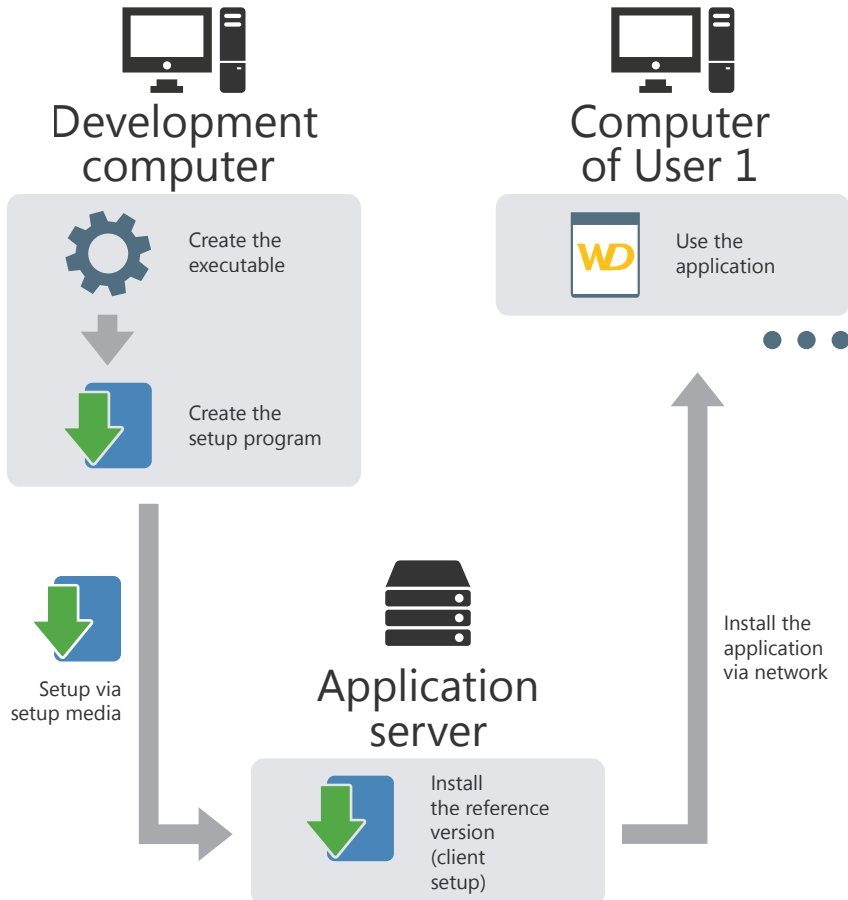 Development
computer
Create the
executable
Create the
setup program
Setup via
setup media
Application
server
Install
the reference
version
(client
setup)
Install the
application
via network
Computer
of User 1
WD
Use the
application